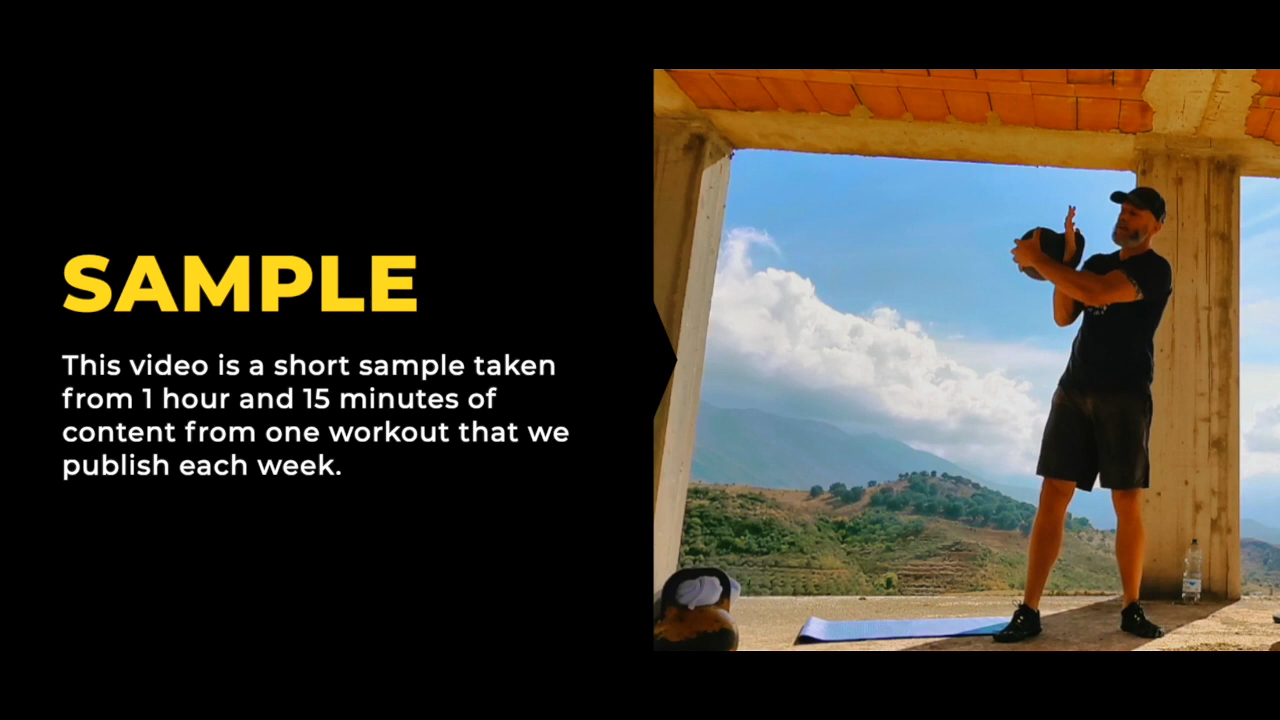 SAMPLE
This video is a short sample taken
from 1 hour and 15 minutes of
content from one workout that we
publish each week.